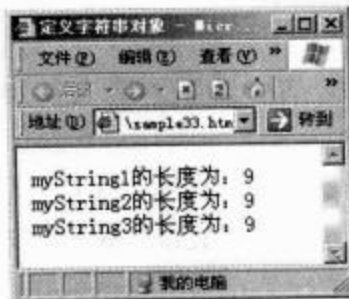 定义字符串对象 - Micr...
文件(F) 编辑(E) 查看(V) »
后退
地址(D) \sample33.htm 转到
myString1的长度为：9
myString2的长度为：9
myString3的长度为：9
我的电脑